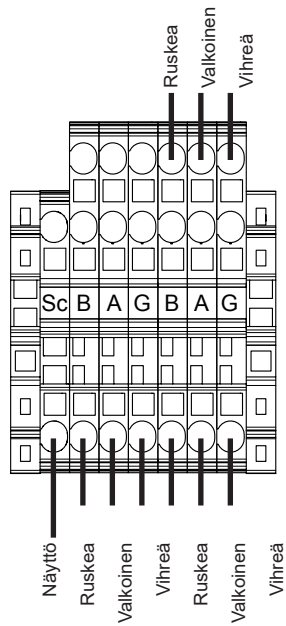 Ruskea
Valkoinen
Vihreä
Sc B A G B A G
Näyttö
Ruskea
Valkoinen
Vihreä
Ruskea
Valkoinen
Vihreä